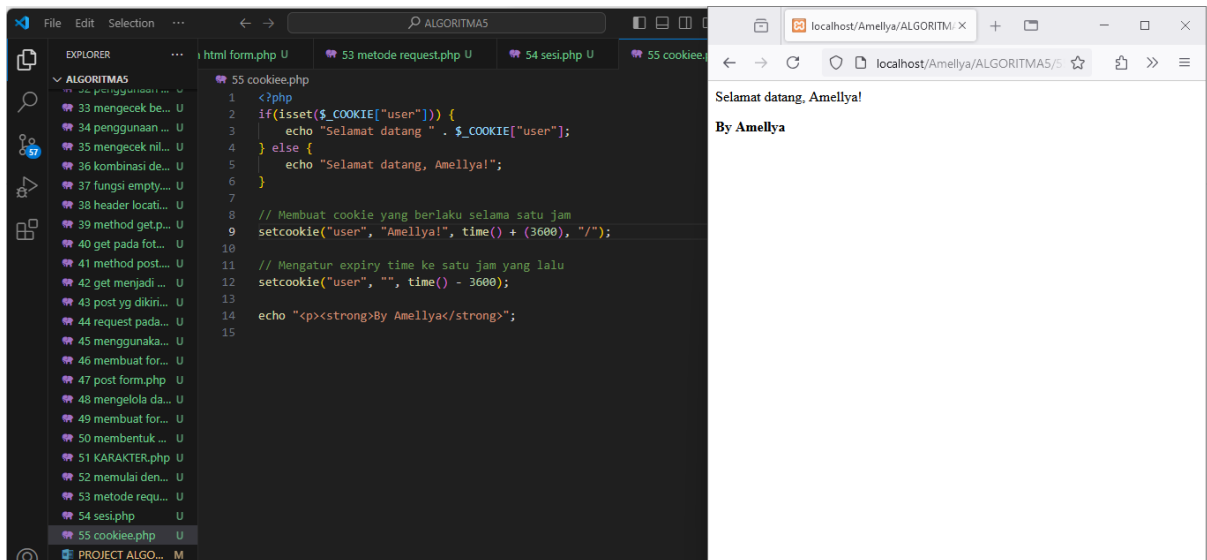 File Edit Selection ··· ALGORITMA5
EXPLORER ···
ALGORITMA5
33 mengecek be... U
34 penggunaan ... U
35 mengecek nil... U
36 kombinasi de... U
37 fungsi empty.... U
38 header locati... U
39 method get.p... U
40 get pada fot... U
41 method post.... U
42 get menjadi ... U
43 post yg dikiri... U
44 request pada... U
45 menggunaka... U
46 membuat for... U
47 post form.php U
48 mengelola da... U
49 membuat for... U
50 membentuk ... U
51 KARAKTER.php U
52 memulai den... U
53 metode requ... U
54 sesi.php U
55 cookiee.php U
PROJECT ALGO... M
57
html form.php U 53 metode request.php U 54 sesi.php U 55 cookiee.p
55 cookiee.php
1 <?php
2 if(isset($_COOKIE["user"])) {
3 echo "Selamat datang " . $_COOKIE["user"];
4 } else {
5 echo "Selamat datang, Amellya!";
6 }
7
8 // Membuat cookie yang berlaku selama satu jam
9 setcookie("user", "Amellya!", time() + (3600), "/");
10
11 // Mengatur expiry time ke satu jam yang lalu
12 setcookie("user", "", time() - 3600);
13
14 echo "<p><strong>By Amellya</strong>";
15
localhost/Amellya/ALGORITM
localhost/Amellya/ALGORITMA5/5
Selamat datang, Amellya!
By Amellya